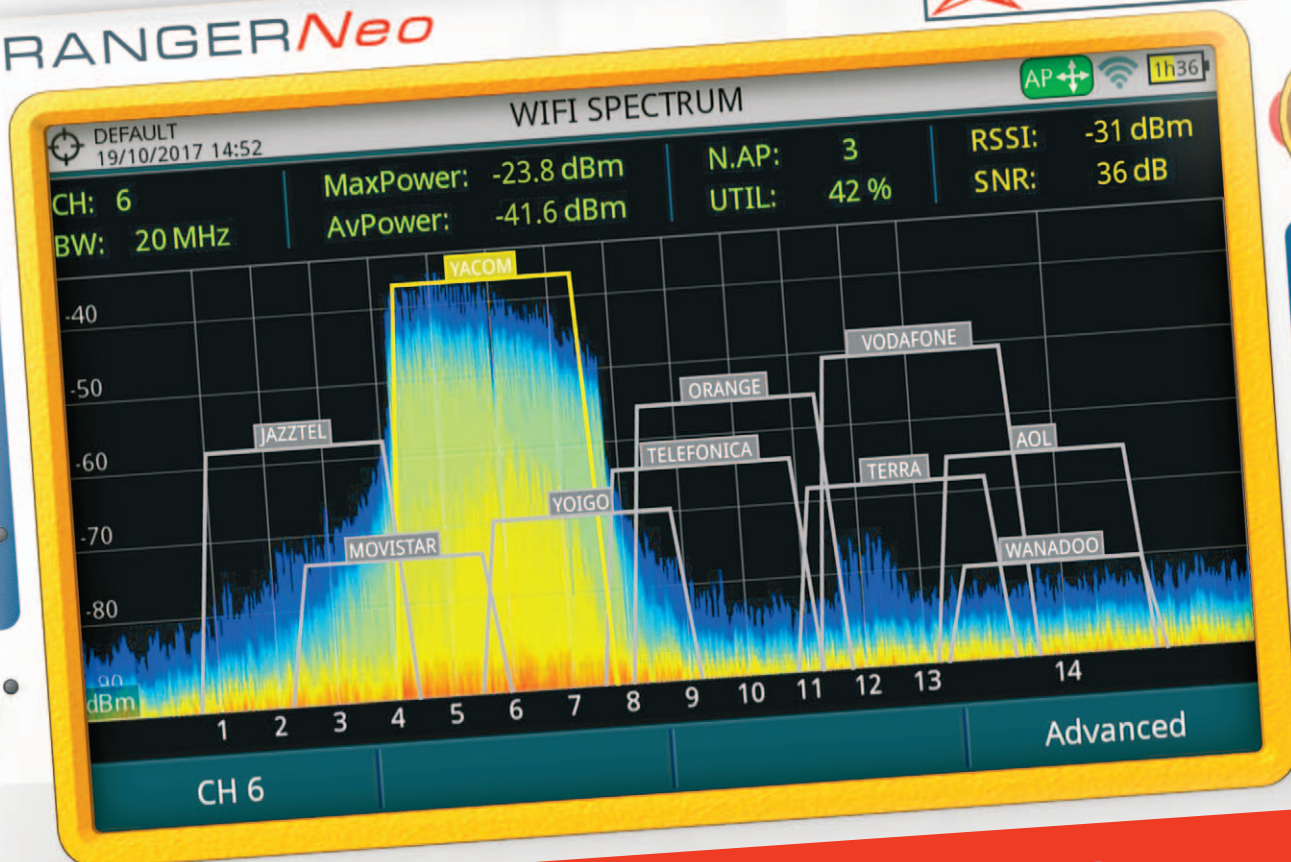 RANGERNeo
DEFAULT
19/10/2017 14:52
WIFI SPECTRUM
AP
1h36
CH: 6
BW: 20 MHz
MaxPower: -23.8 dBm
AvPower: -41.6 dBm
N.AP: 3
UTIL: 42 %
RSSI: -31 dBm
SNR: 36 dB
-40
-50
-60
-70
-80
-90
dBm
YACOM
VODAFONE
ORANGE
JAZZTEL
TELEFONICA
AOL
TERRA
YOIGO
MOVISTAR
WANADOO
1 2 3 4 5 6 7 8 9 10 11 12 13 14
CH 6
Advanced